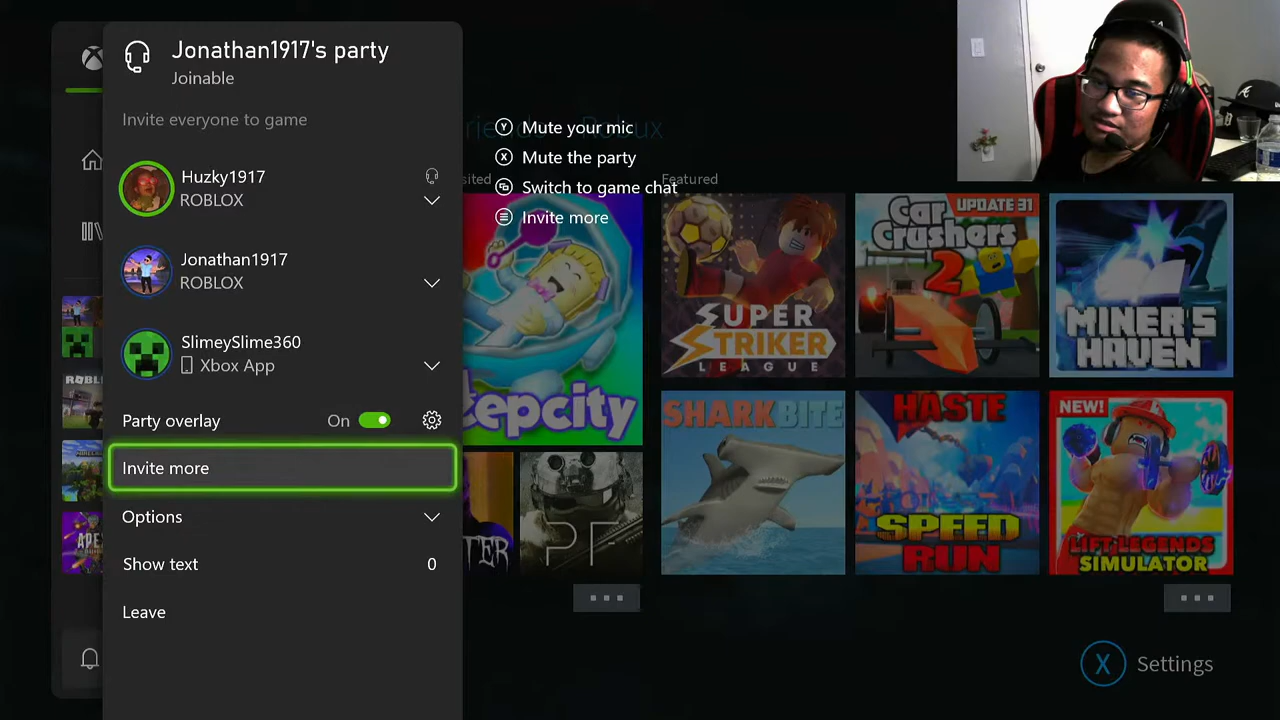 Jonathan1917's party
Joinable
Invite everyone to game
Huzky1917
ROBLOX
Jonathan1917
ROBLOX
SlimeySlime360
Xbox App
Party overlay
On
Invite more
Options
Show text
0
Leave
Y Mute your mic
X Mute the party
Switch to game chat
Invite more
Featured
epcity
SUPER
STRIKER
LEAGUE
UPDATE 31
Car
Crushers
2
MINER'S
HAVEN
PT
SHARKBITE
HASTE
SPEED
RUN
NEW!
LIFT LEGENDS
SIMULATOR
X Settings